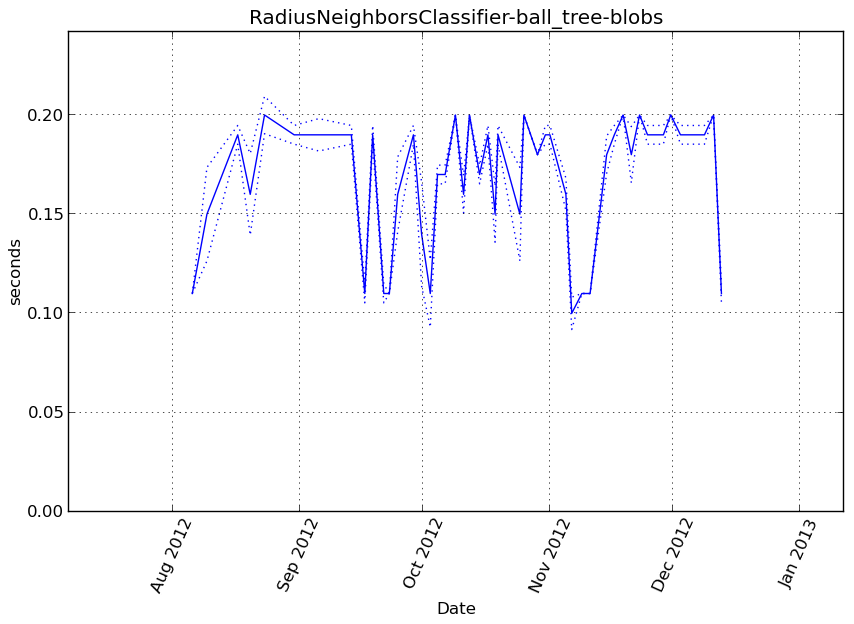 RadiusNeighborsClassifier-ball_tree-blobs
0.20
0.15
seconds
0.10
0.05
0.00
Aug 2012
Sep 2012
Oct 2012
Nov 2012
Dec 2012
Jan 2013
Date